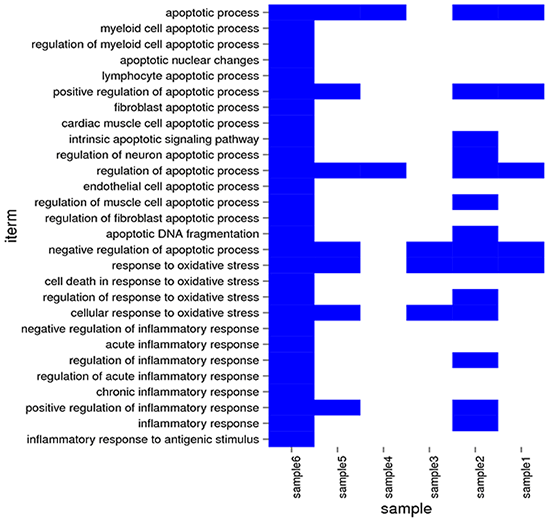 apoptotic process
myeloid cell apoptotic process
regulation of myeloid cell apoptotic process
apoptotic nuclear changes
lymphocyte apoptotic process
positive regulation of apoptotic process
fibroblast apoptotic process
cardiac muscle cell apoptotic process
intrinsic apoptotic signaling pathway
regulation of neuron apoptotic process
regulation of apoptotic process
endothelial cell apoptotic process
regulation of muscle cell apoptotic process
regulation of fibroblast apoptotic process
apoptotic DNA fragmentation
negative regulation of apoptotic process
response to oxidative stress
cell death in response to oxidative stress
regulation of response to oxidative stress
cellular response to oxidative stress
negative regulation of inflammatory response
acute inflammatory response
regulation of inflammatory response
regulation of acute inflammatory response
chronic inflammatory response
positive regulation of inflammatory response
inflammatory response
inflammatory response to antigenic stimulus
iterm
sample6
sample5
sample4
sample3
sample2
sample1
sample